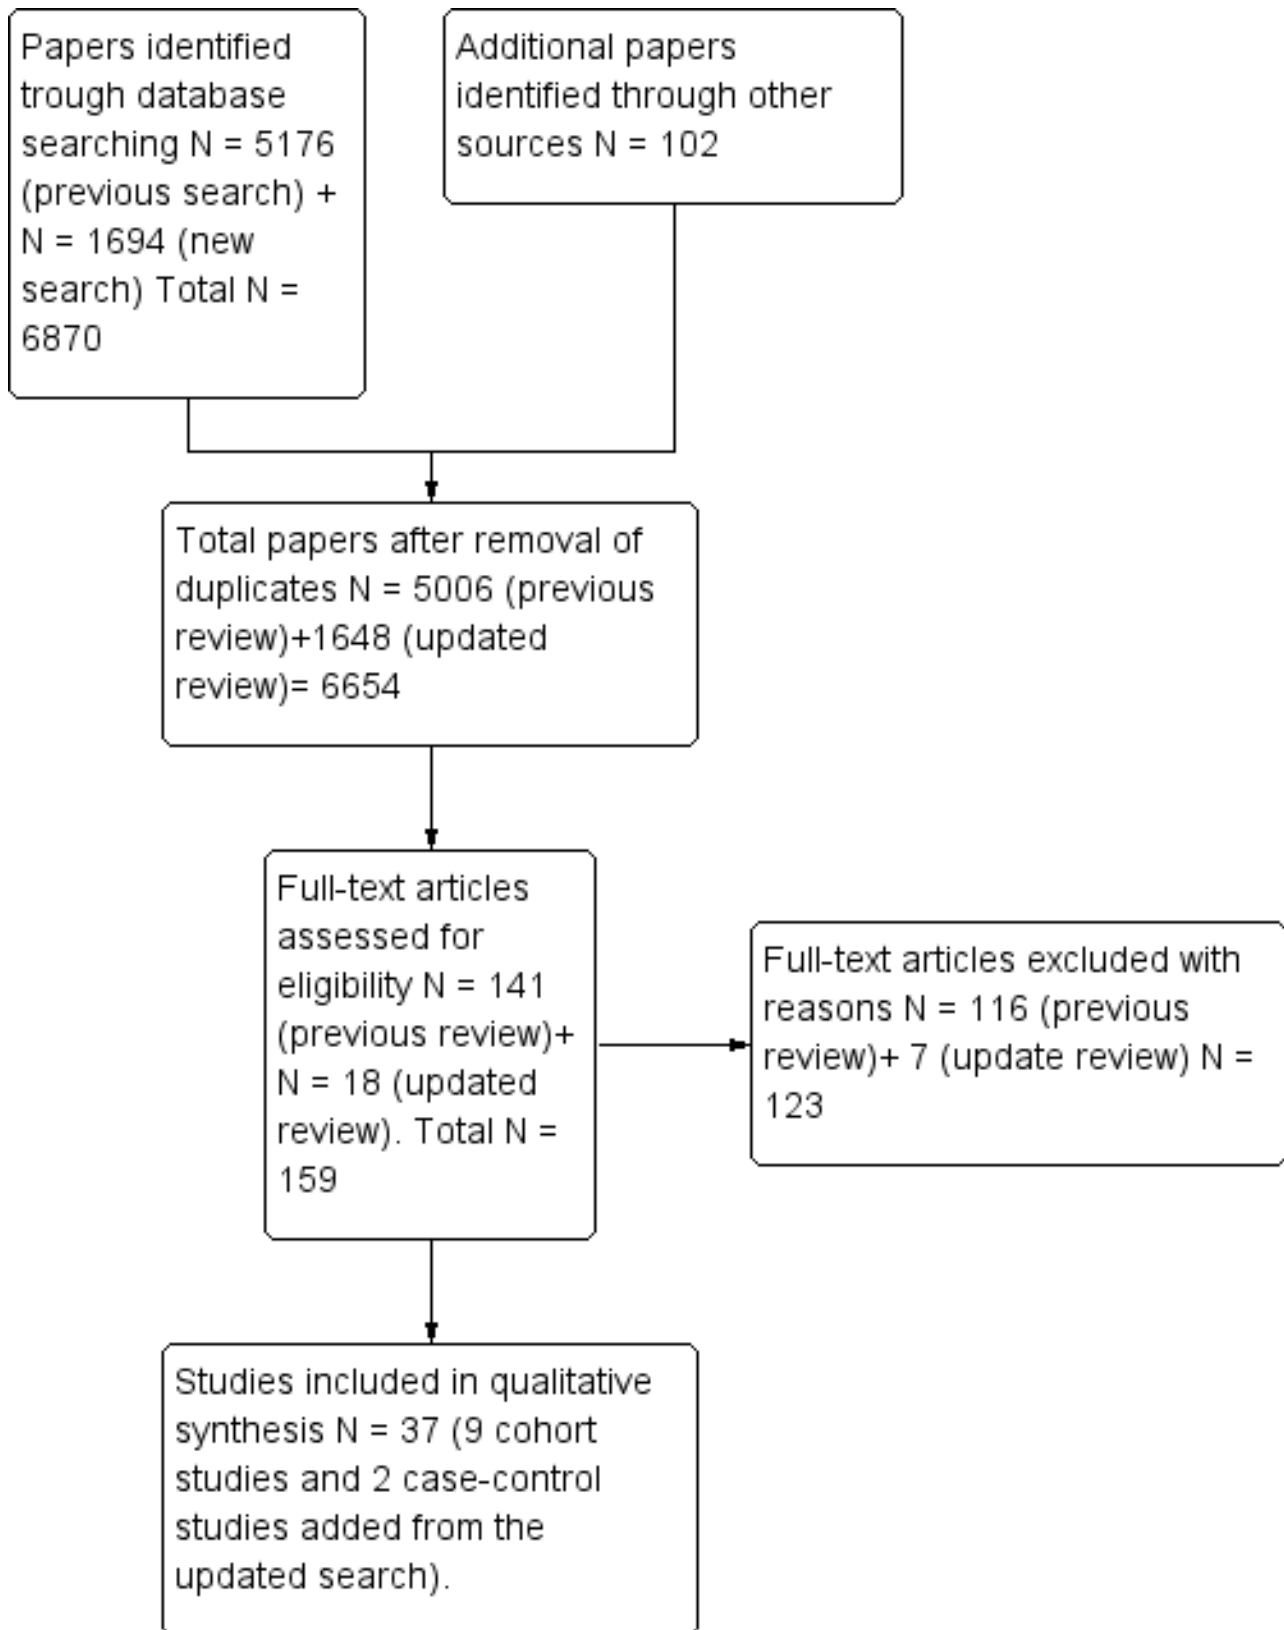 Papers identified
trough database
searching N = 5176
(previous search) +
N = 1694 (new
search) Total N =
6870
Additional papers
identified through other
sources N = 102
Total papers after removal of
duplicates N = 5006 (previous
review)+1648 (updated
review)= 6654
Full-text articles
assessed for
eligibility N = 141
(previous review)+
N = 18 (updated
review). Total N =
159
Full-text articles excluded with
reasons N = 116 (previous
review)+ 7 (update review) N =
123
Studies included in qualitative
synthesis N = 37 (9 cohort
studies and 2 case-control
studies added from the
updated search).